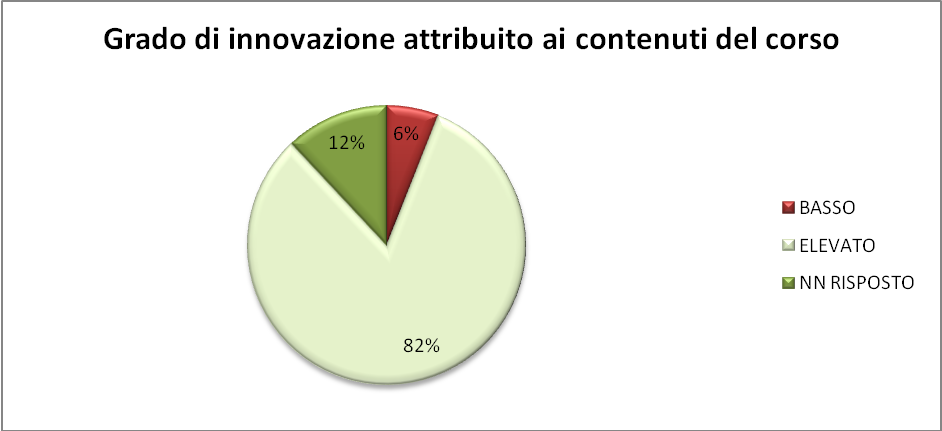 Grado di innovazione attribuito ai contenuti del corso
6%
12%
82%
BASSO
ELEVATO
NN RISPOSTO